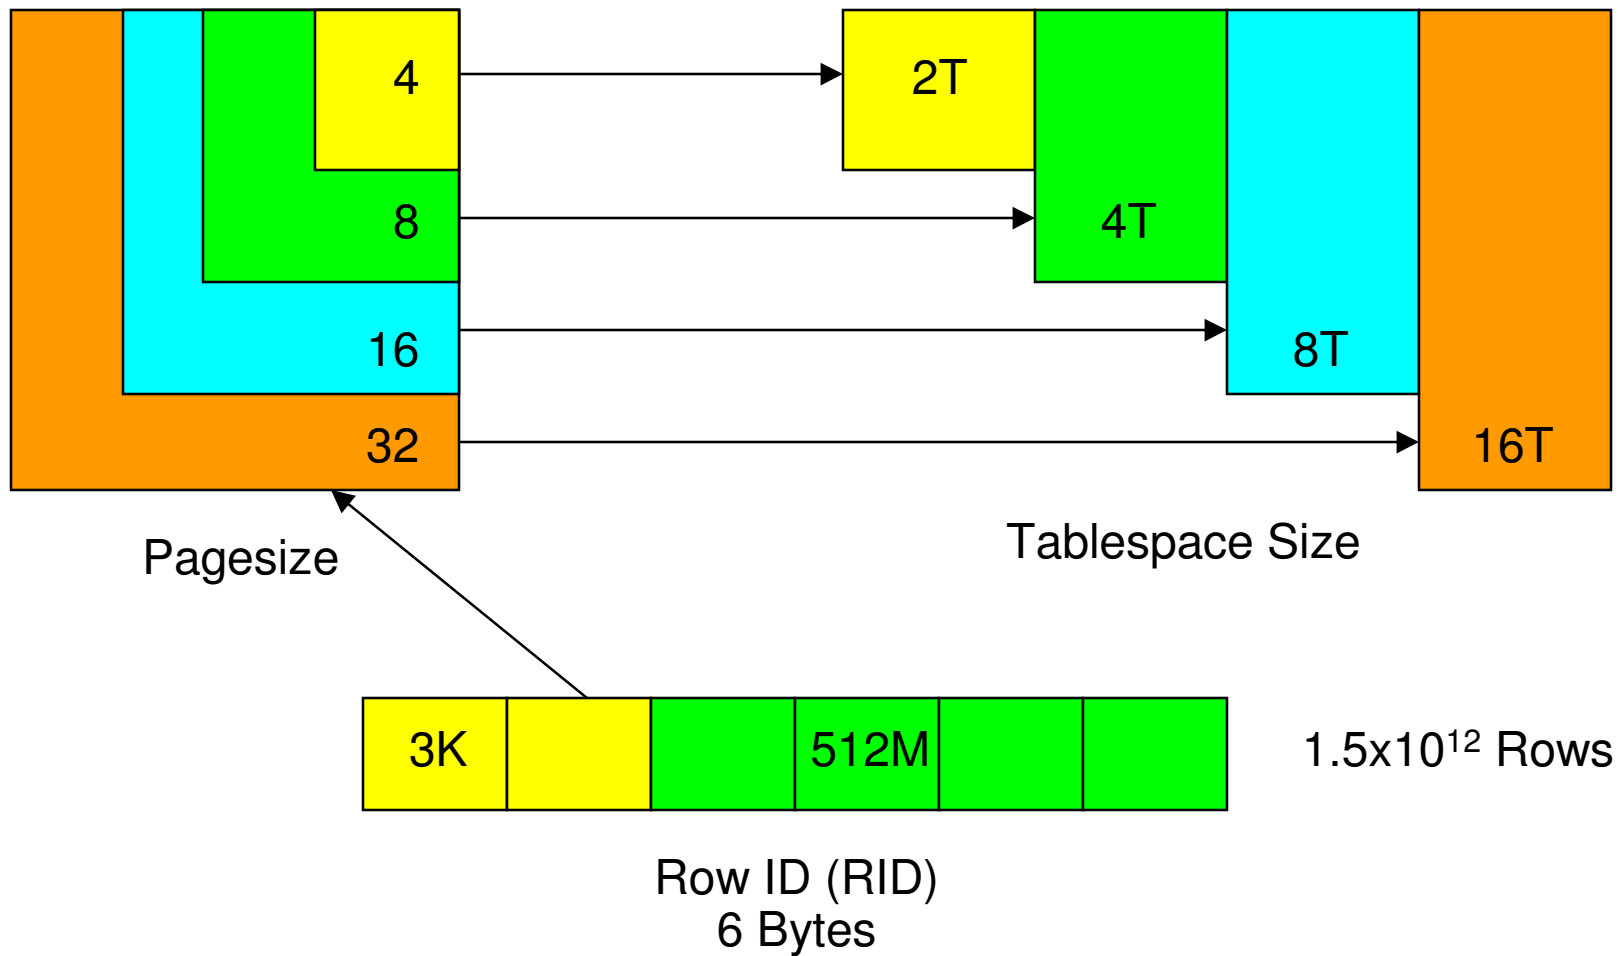 4
2T
8
4T
16
8T
32
16T
Pagesize
Tablespace Size
3K
512M
1.5x10¹² Rows
Row ID (RID)
6 Bytes